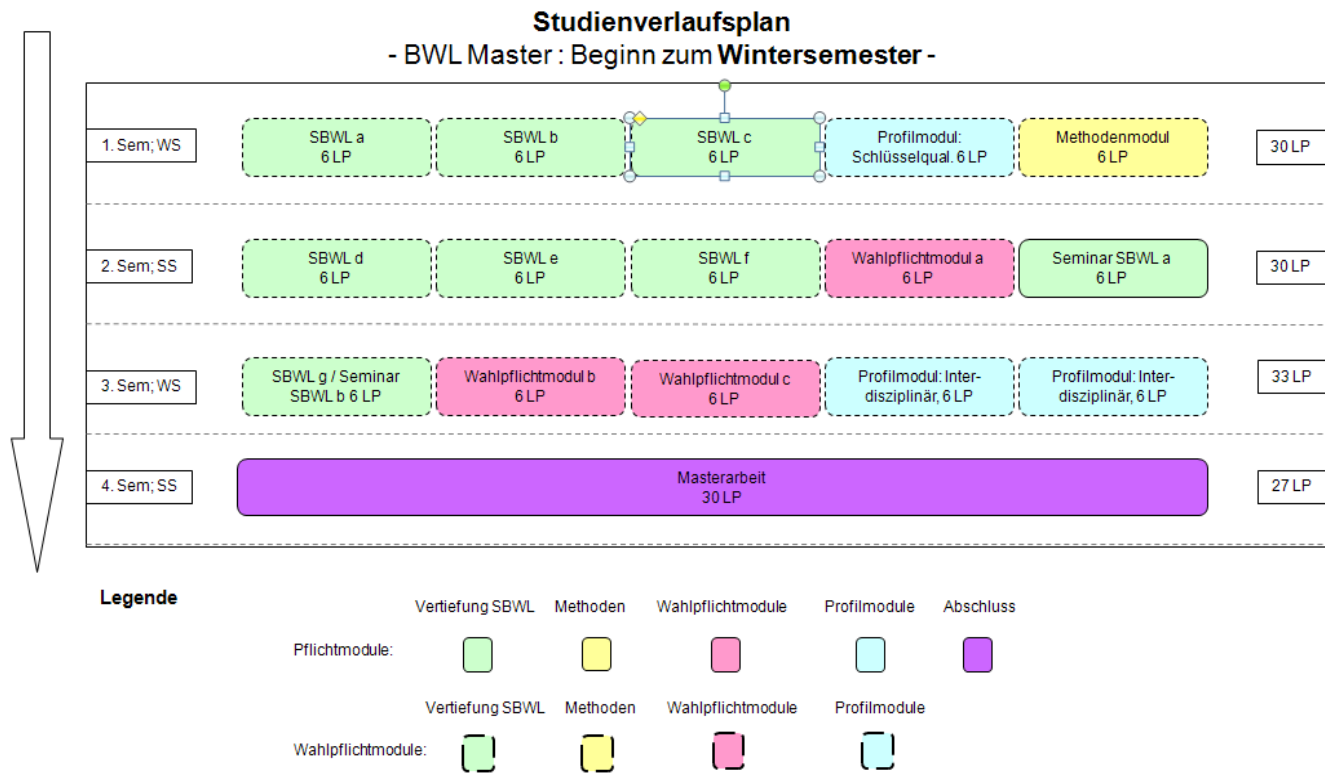 Studienverlaufsplan
- BWL Master : Beginn zum Wintersemester -
1. Sem; WS
SBWL a
6 LP
SBWL b
6 LP
SBWL c
6 LP
Profilmodul:
Schlüsselqual. 6 LP
Methodenmodul
6 LP
30 LP
2. Sem; SS
SBWL d
6 LP
SBWL e
6 LP
SBWL f
6 LP
Wahlpflichtmodul a
6 LP
Seminar SBWL a
6 LP
30 LP
3. Sem; WS
SBWL g / Seminar
SBWL b 6 LP
Wahlpflichtmodul b
6 LP
Wahlpflichtmodul c
6 LP
Profilmodul: Inter-
disziplinär, 6 LP
Profilmodul: Inter-
disziplinär, 6 LP
33 LP
4. Sem; SS
Masterarbeit
30 LP
27 LP
Legende
Vertiefung SBWL Methoden Wahlpflichtmodule Profilmodule Abschluss
Pflichtmodule:
Vertiefung SBWL Methoden Wahlpflichtmodule Profilmodule
Wahlpflichtmodule: